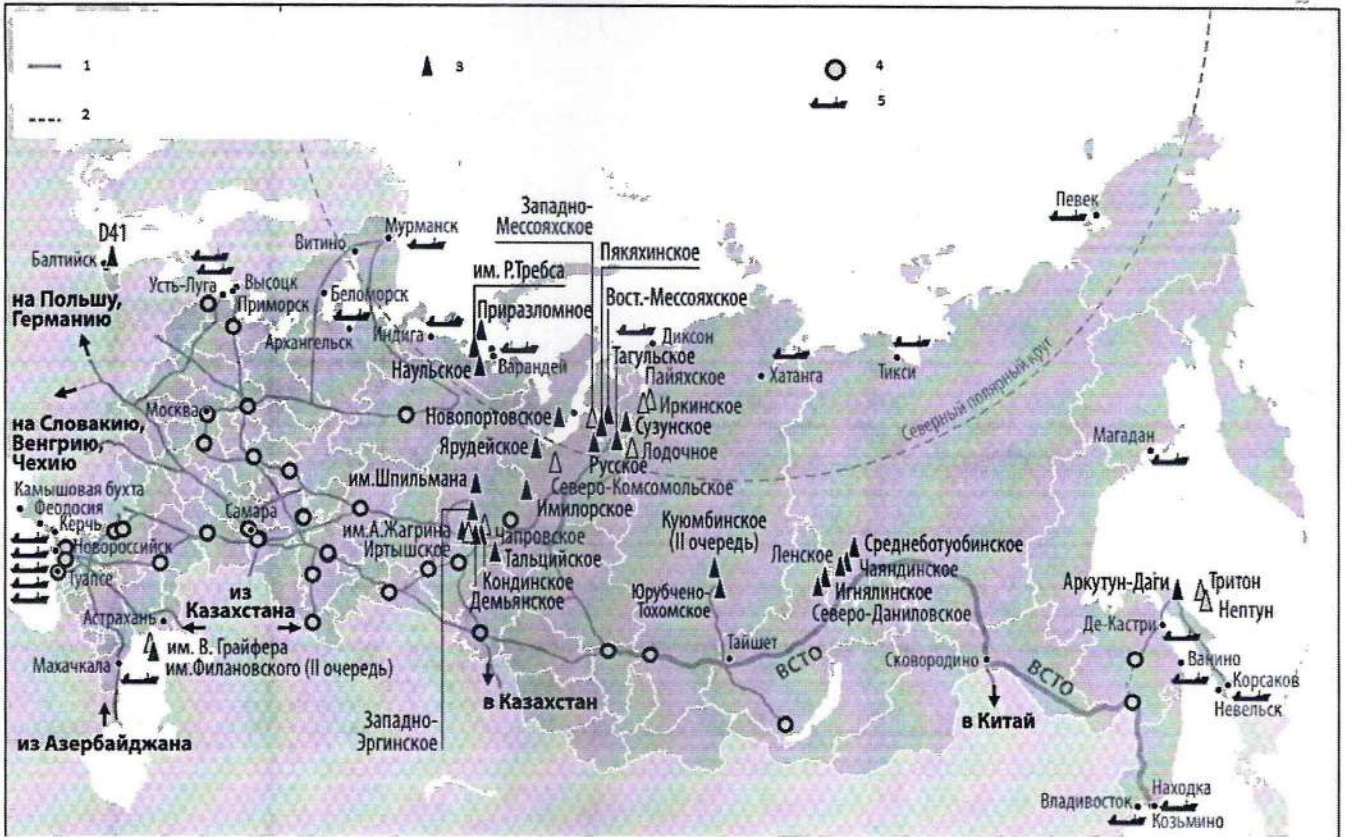 1
2
3
4
5
Певек
Мурманск
Витино
Западно-
Мессояхское
Пякяхинское
D41
Балтийск
им. Р.Требса
Усть-Луга
Высоцк
Приморск
Беломорск
Архангельск
Индига
Приразломное
Вост.-Мессояхское
на Польшу,
Германию
Наульское
Варандей
Диксон
Тагульское
Пайяхское
Иркинское
Хатанга
Тикси
Северный полярный круг
Москва
Новопортовское
Сузунское
Лодочное
Магадан
на Словакию,
Венгрию,
Чехию
Ярудейское
Русское
Северо-Комсомольское
им.Шпильмана
Имилорское
Камышовая бухта
Феодосия
Керчь
Новороссийск
Туапсе
Самара
им.А.Жагрина
Иртышское
Чапровское
Тальцийское
Кондинское
Демьянское
Куюмбинское
(II очередь)
Юрубчено-
Тохомское
Ленское
Среднеботуобинское
Чаяндинское
Игнялинское
Северо-Даниловское
Аркутун-Даги
Тритон
Нептун
Де-Кастри
из
Казахстана
Астрахань
им. В. Грайфера
им.Филановского (II очередь)
Махачкала
Тайшет
ВСТО
Сковородино
ВСТО
Ванино
Корсаков
Невельск
Западно-
Эргинское
в Казахстан
в Китай
из Азербайджана
Владивосток
Находка
Козьмино